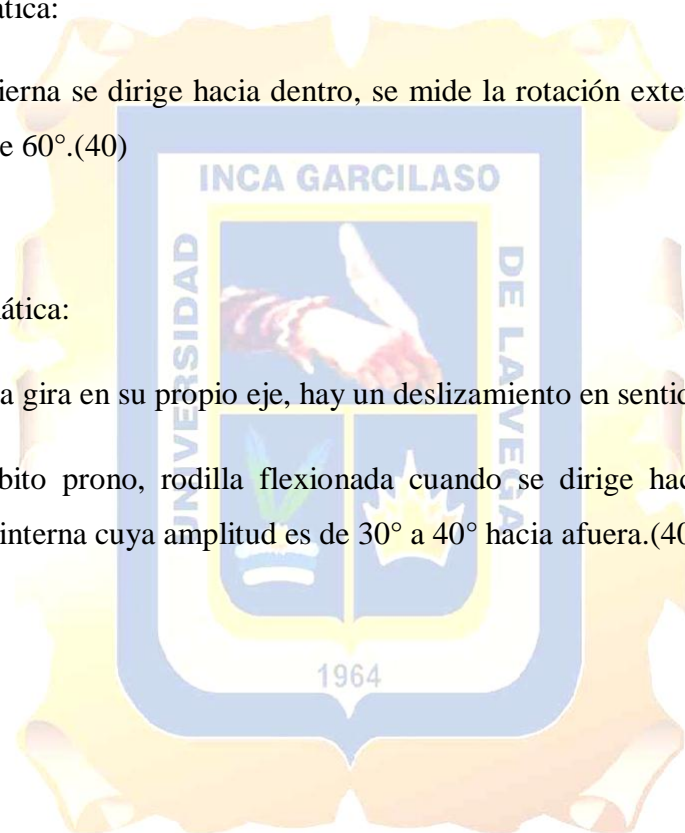 ática:
ierna se dirige hacia dentro, se mide la rotación exte
e 60°.(40)
INCA GARCILASO
UNIVERSIDAD
DE LA VEGA
ática:
a gira en su propio eje, hay un deslizamiento en sentid
bito prono, rodilla flexionada cuando se dirige hac
interna cuya amplitud es de 30° a 40° hacia afuera.(40
1964